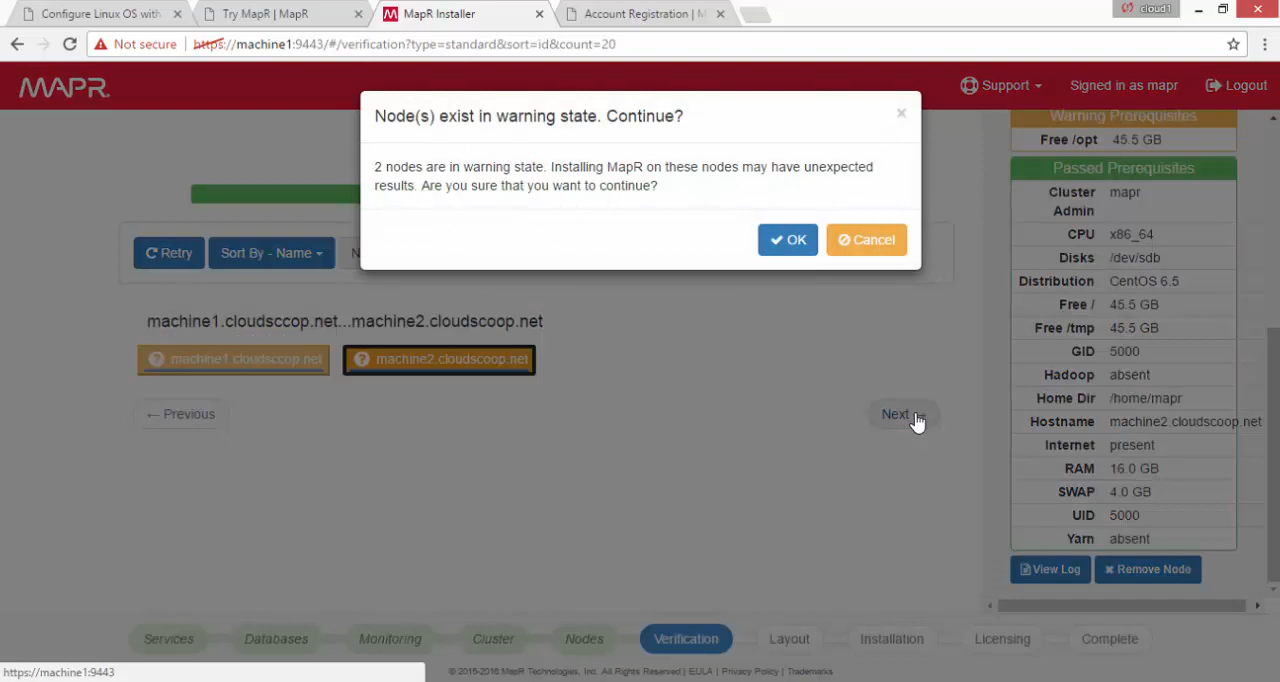 Configure Linux OS with
Try MapR | MapR
MapR Installer
Account Registration | M
cloud1
Not secure
https://machine1:9443/#/verification?type=standard&sort=id&count=20
MAPR
Support
Signed in as mapr
Logout
Node(s) exist in warning state. Continue?
2 nodes are in warning state. Installing MapR on these nodes may have unexpected
results. Are you sure that you want to continue?
OK
Cancel
Retry
Sort By - Name
N
machine1.cloudsccop.net...machine2.cloudscoop.net
machine1.cloudsccop.net
machine2.cloudscoop.net
← Previous
Next
Warning Prerequisites
Free /opt 45.5 GB
Passed Prerequisites
Cluster Admin mapr
CPU x86_64
Disks /dev/sdb
Distribution CentOS 6.5
Free / 45.5 GB
Free /tmp 45.5 GB
GID 5000
Hadoop absent
Home Dir /home/mapr
Hostname machine2.cloudscoop.net
Internet present
RAM 16.0 GB
SWAP 4.0 GB
UID 5000
Yarn absent
View Log
Remove Node
Services
Databases
Monitoring
Cluster
Nodes
Verification
Layout
Installation
Licensing
Complete
https://machine1:9443
© 2015-2016 MapR Technologies, Inc. All Rights Reserved | EULA | Privacy Policy | Trademarks